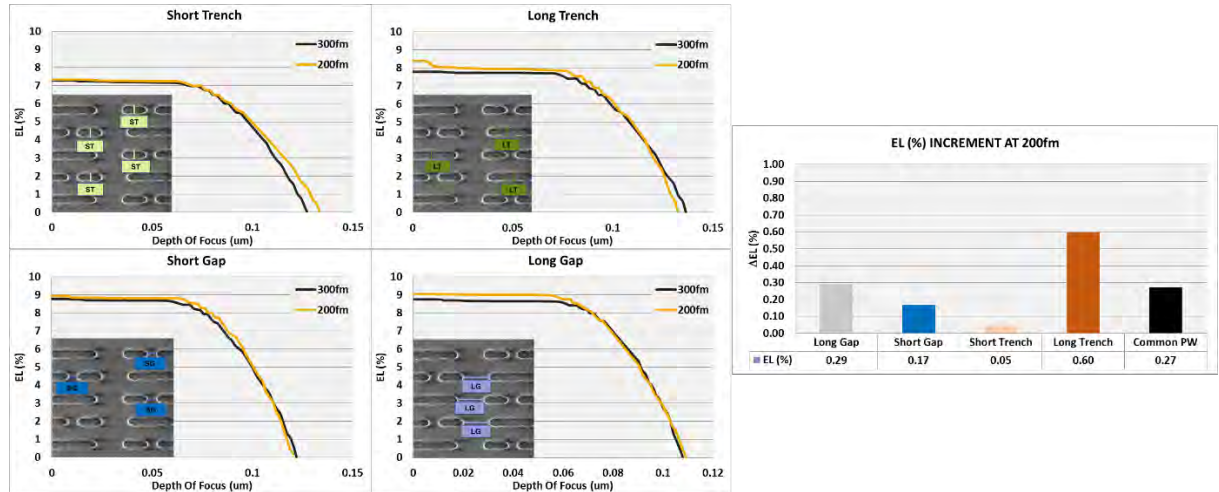 Short Trench
10
9
8
7
6
5
4
3
2
1
0
EL (%)
300fm
200fm
ST
ST
ST
ST
0
0.05
0.1
0.15
Depth Of Focus (um)
Long Trench
10
9
8
7
6
5
4
3
2
1
0
EL (%)
300fm
200fm
LT
LT
LT
0
0.05
0.1
0.15
Depth Of Focus (um)
Short Gap
10
9
8
7
6
5
4
3
2
1
0
EL (%)
300fm
200fm
SG
SG
SG
0
0.05
0.1
0.15
Depth Of Focus (um)
Long Gap
10
9
8
7
6
5
4
3
2
1
0
EL (%)
300fm
200fm
LG
LG
LG
0
0.02
0.04
0.06
0.08
0.1
0.12
Depth Of Focus (um)
EL (%) INCREMENT AT 200fm
1.00
0.90
0.80
0.70
0.60
0.50
0.40
0.30
0.20
0.10
0.00
ΔEL (%)
Long Gap Short Gap Short Trench Long Trench Common PW
EL (%) 0.29 0.17 0.05 0.60 0.27